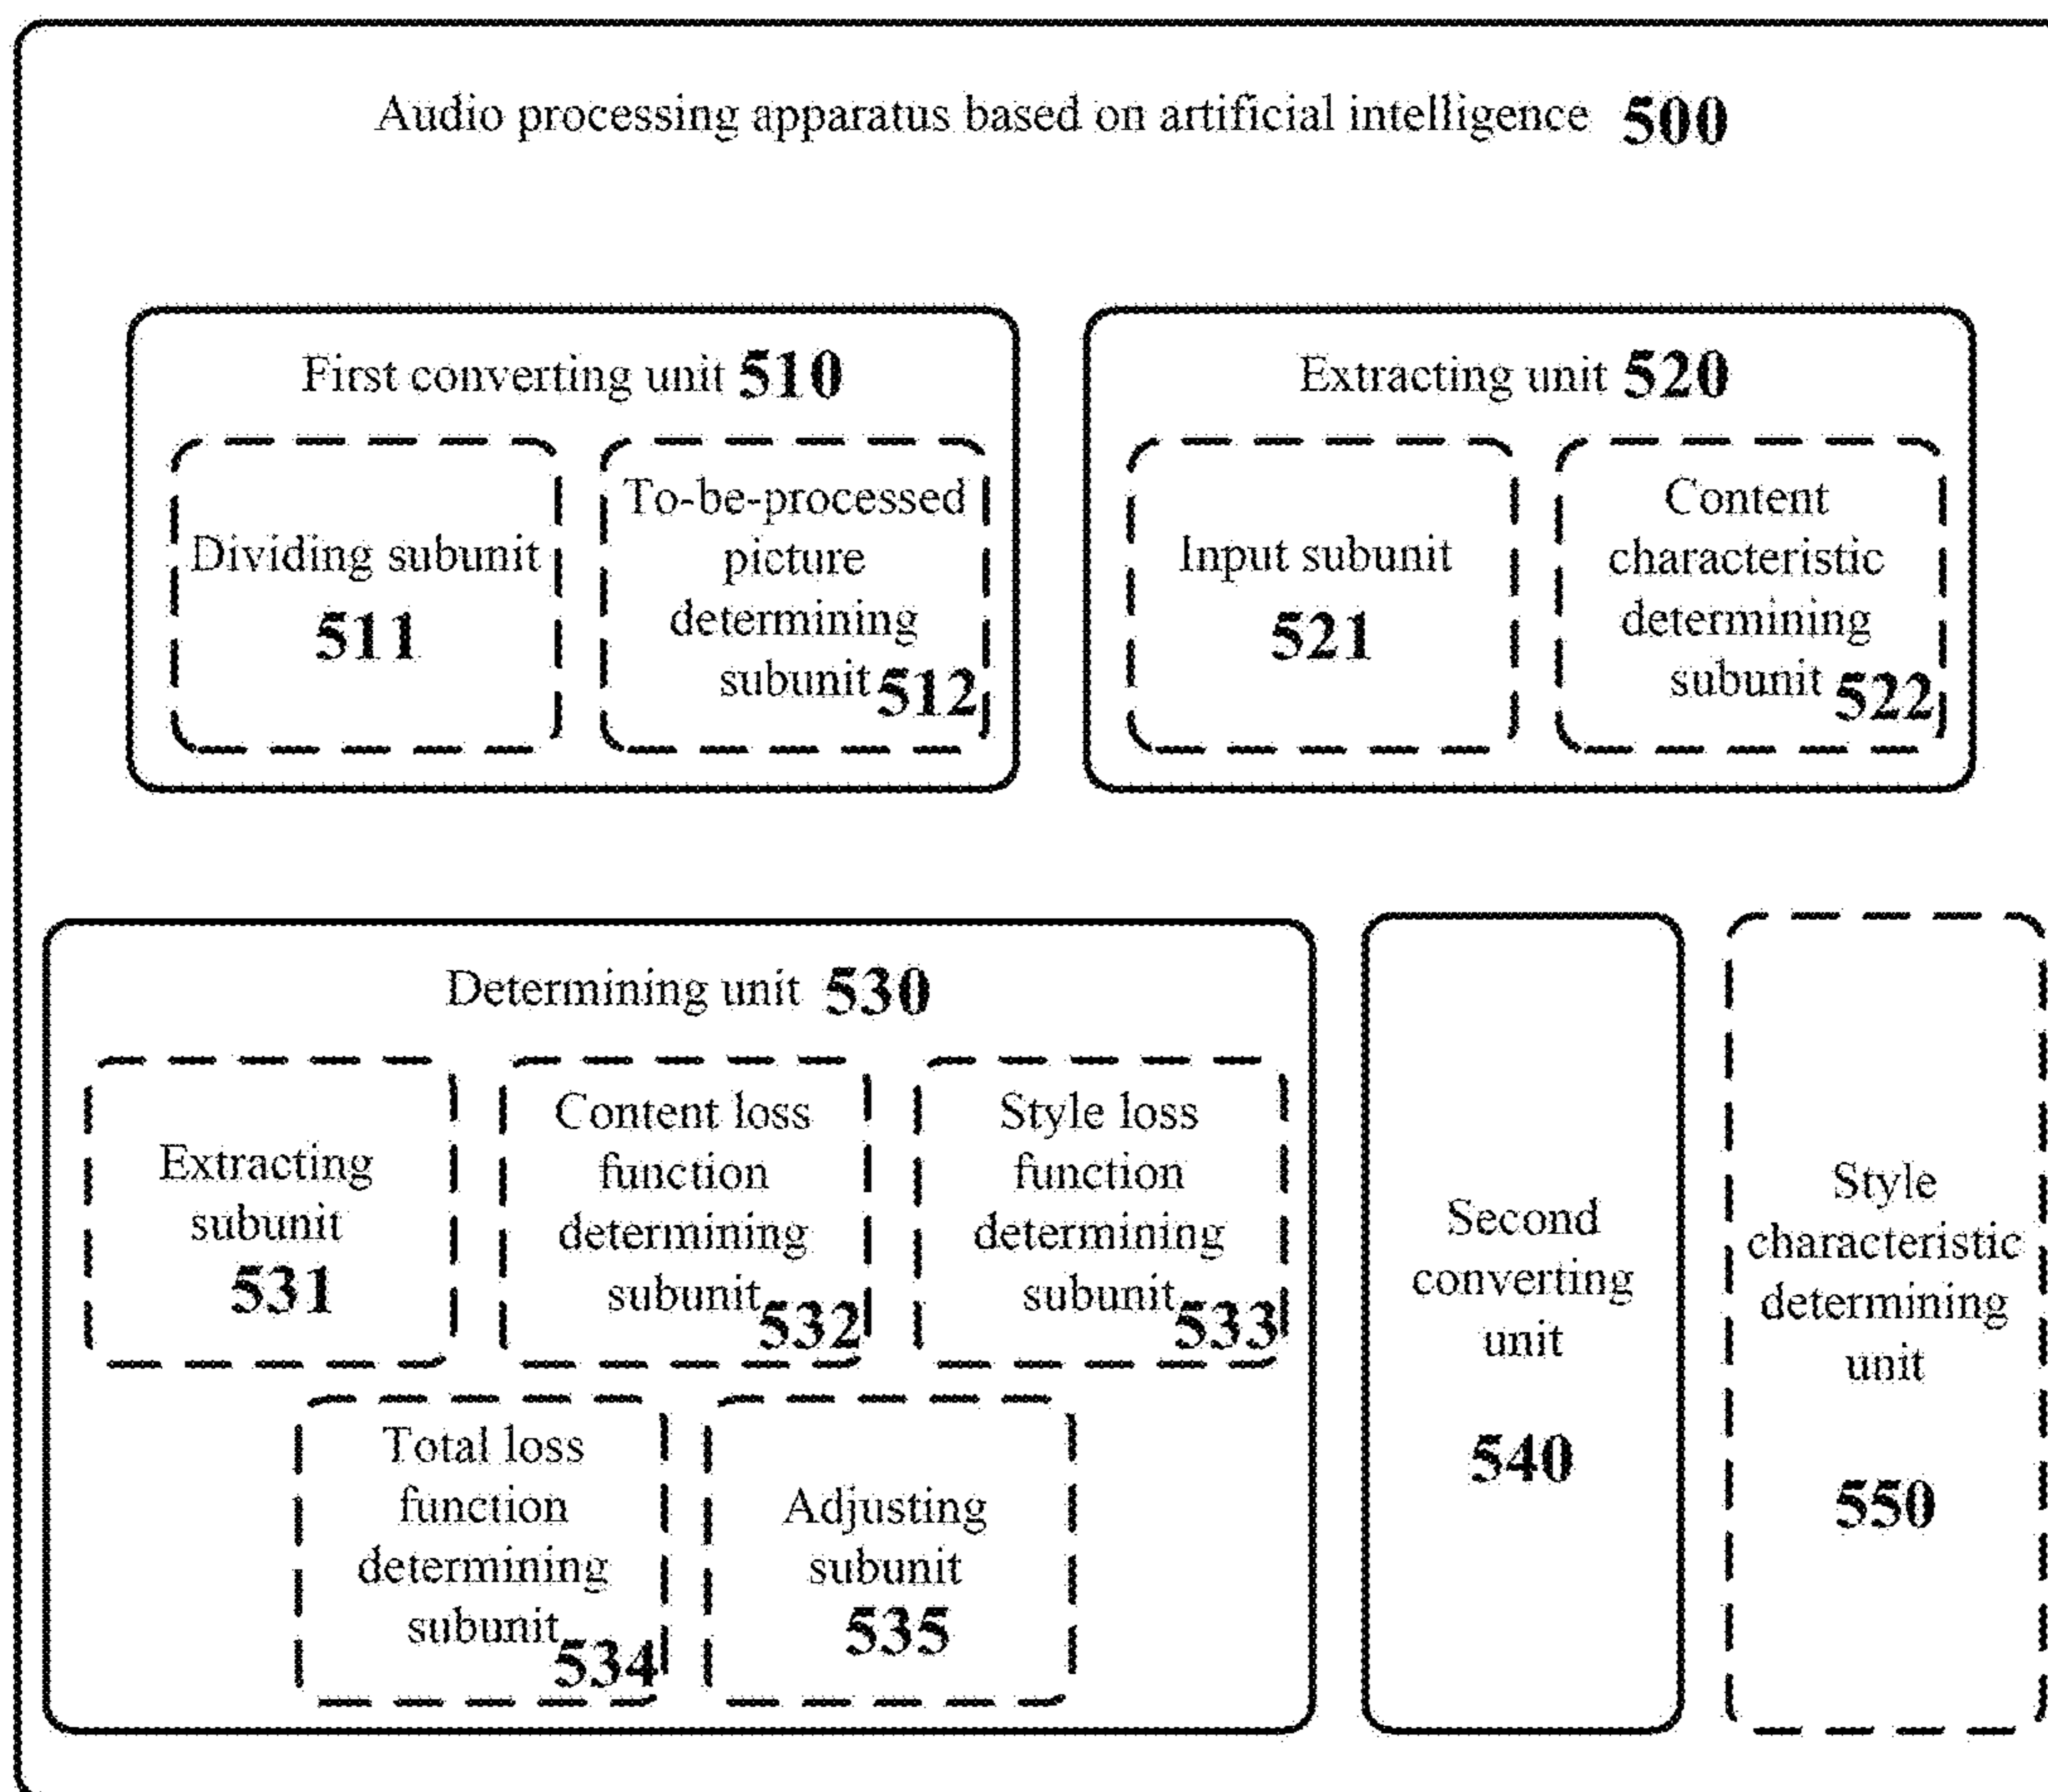 Audio processing apparatus based on artificial intelligence 500
First converting unit 510
Dividing subunit
511
To-be-processed
picture
determining
subunit 512
Extracting unit 520
Input subunit
521
Content
characteristic
determining
subunit 522
Determining unit 530
Extracting
subunit
531
Content loss
function
determining
subunit 532
Style loss
function
determining
subunit 533
Total loss
function
determining
subunit 534
Adjusting
subunit
535
Second
converting
unit
540
Style
characteristic
determining
unit
550